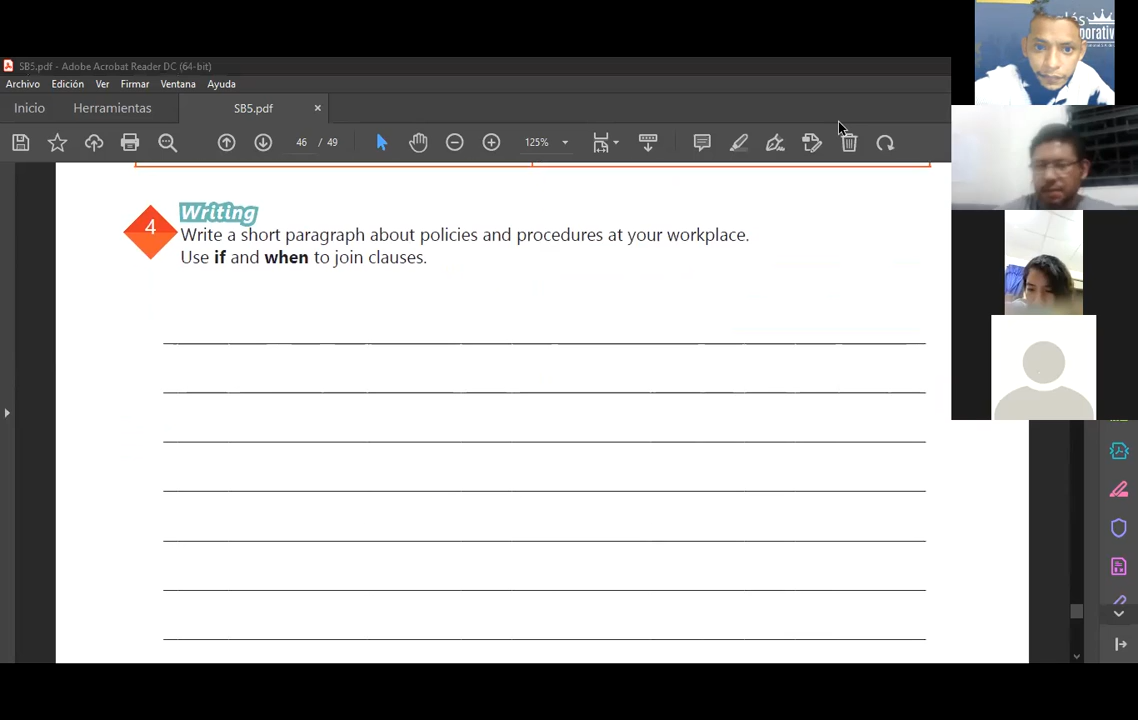 SB5.pdf - Adobe Acrobat Reader DC (64-bit)
Archivo Edición Ver Firmar Ventana Ayuda
Inicio Herramientas SB5.pdf ×
46 / 49 125%
4 Writing
Write a short paragraph about policies and procedures at your workplace.
Use if and when to join clauses.